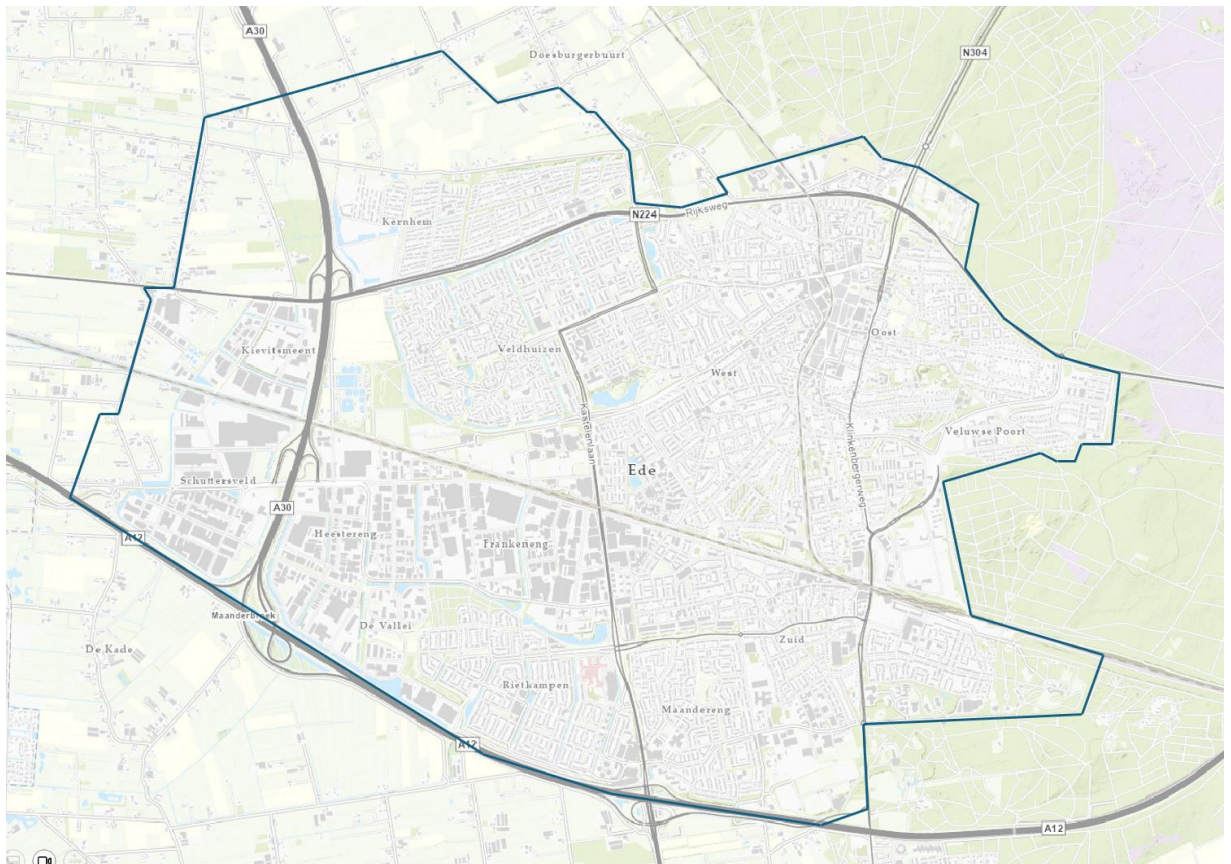 A30
Doesburgerbuurt
N304
Kernhem
N224
Rijksweg
Kievitsmeent
Veldhuizen
Oost
West
Kastelenlaan
Klinkenbergerweg
Veluwse Poort
Ede
Schuttersveld
A30
Heestereng
Frankeneng
A12
Maanderbroek
De Vallei
De Kade
Zuid
Rietkampen
Maandereng
A12
A12